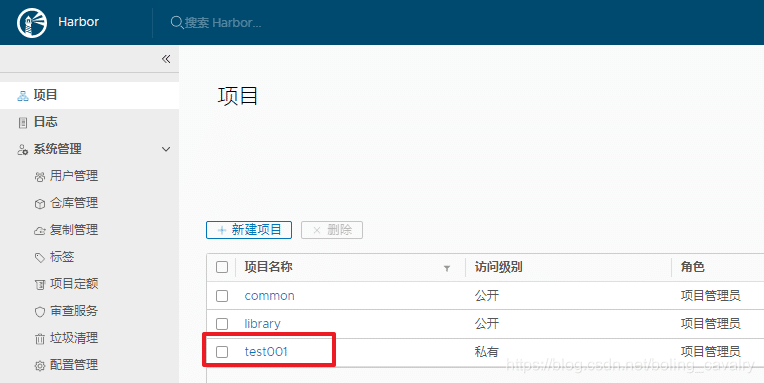 Harbor
搜索 Harbor...
项目
日志
系统管理
用户管理
仓库管理
复制管理
标签
项目定额
审查服务
垃圾清理
配置管理
项目
+ 新建项目
× 删除
项目名称 访问级别 角色
common 公开 项目管理员
library 公开 项目管理员
test001 私有 项目管理员
https://blog.csdn.net/boling_cavalry